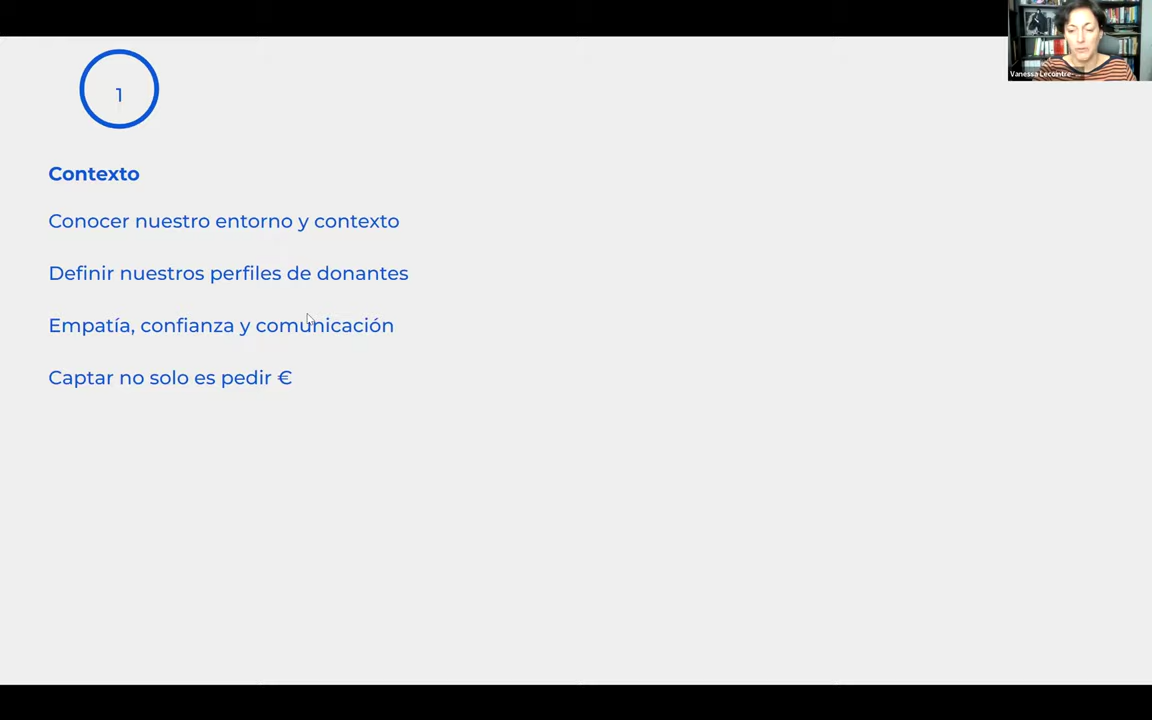 1
Contexto
Conocer nuestro entorno y contexto
Definir nuestros perfiles de donantes
Empatía, confianza y comunicación
Captar no solo es pedir €
Vanessa Lecointre